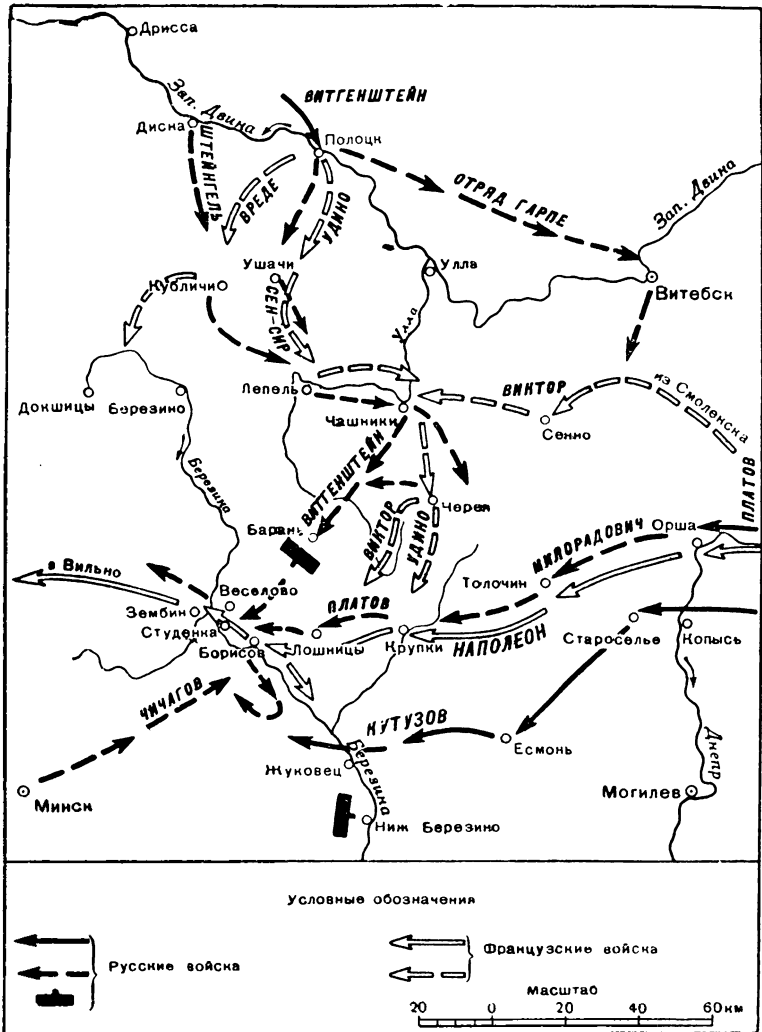 Дрисса
Зап. Двина
ВИТГЕНШТЕЙН
Дисна
ШТЕЙНГЕЛЬ
Полоцк
ВРЕДЕ
УДИНО
ОТРЯД ГАРПЕ
Зап. Двина
Ушачи
Улла
Кубличи
СЕН-СИР
Витебск
Улла
Докшицы
Березино
Лепель
Чашники
ВИКТОР
Сенно
из Смоленска
Березина
ВИТГЕНШТЕЙН
Черея
ПЛАТОВ
Барань
ВИКТОР
УДИНО
МИЛОРАДОВИЧ
Орша
в Вильно
Веселово
Толочин
Зембин
ПЛАТОВ
Студенка
Борисов
Лошницы
Крупки
НАПОЛЕОН
Староселье
Копысь
ЧИЧАГОВ
КУТУЗОВ
Есмонь
Днепр
Жуковец
Березина
Минск
Могилев
Ниж Березино
Условные обозначения
Русские войска
Французские войска
Масштаб
20 0 20 40 60 км